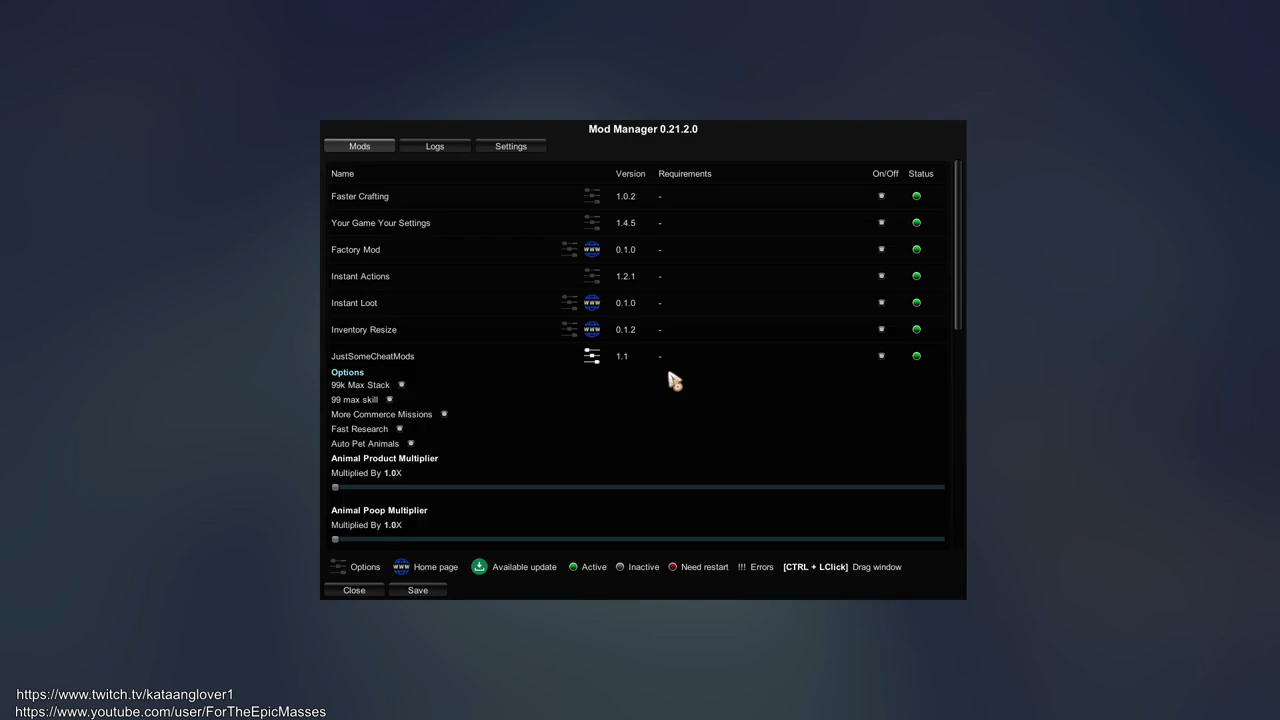 Mod Manager 0.21.2.0
Mods Logs Settings
Name Version Requirements On/Off Status
Faster Crafting 1.0.2 -
Your Game Your Settings 1.4.5 -
Factory Mod WWW 0.1.0 -
Instant Actions 1.2.1 -
Instant Loot WWW 0.1.0 -
Inventory Resize WWW 0.1.2 -
JustSomeCheatMods 1.1 -
Options
99k Max Stack
99 max skill
More Commerce Missions
Fast Research
Auto Pet Animals
Animal Product Multiplier
Multiplied By 1.0X
Animal Poop Multiplier
Multiplied By 1.0X
Options WWW Home page Available update Active Inactive Need restart !!! Errors [CTRL + LClick] Drag window
Close Save
https://www.twitch.tv/kataanglover1
https://www.youtube.com/user/ForTheEpicMasses